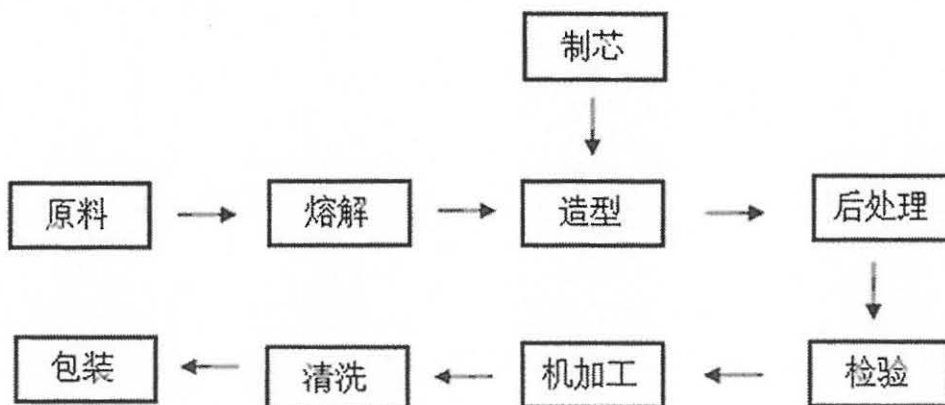 制芯
原料
熔解
造型
后处理
检验
机加工
清洗
包装